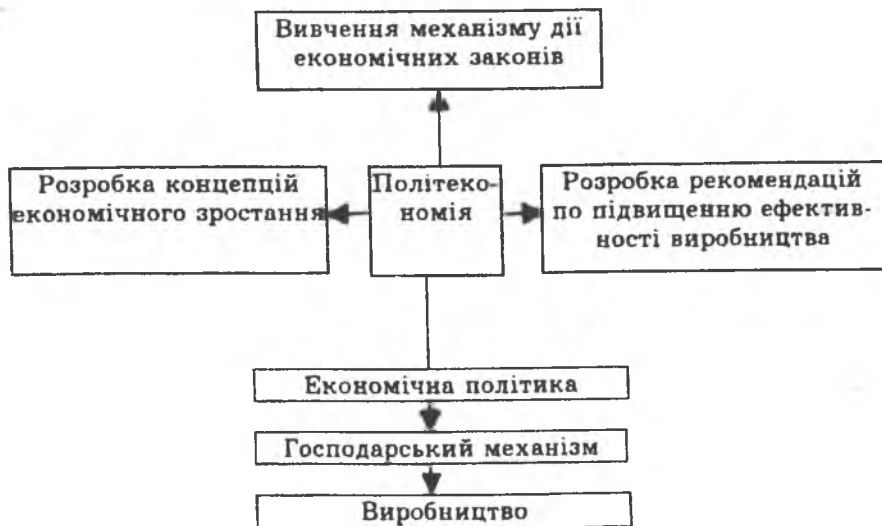 Вивчення механізму дії
економічних законів
Розробка концепцій
економічного зростання
Політеко-
номія
Розробка рекомендацій
по підвищенню ефектив-
ності виробництва
Економічна політика
Господарський механізм
Виробництво